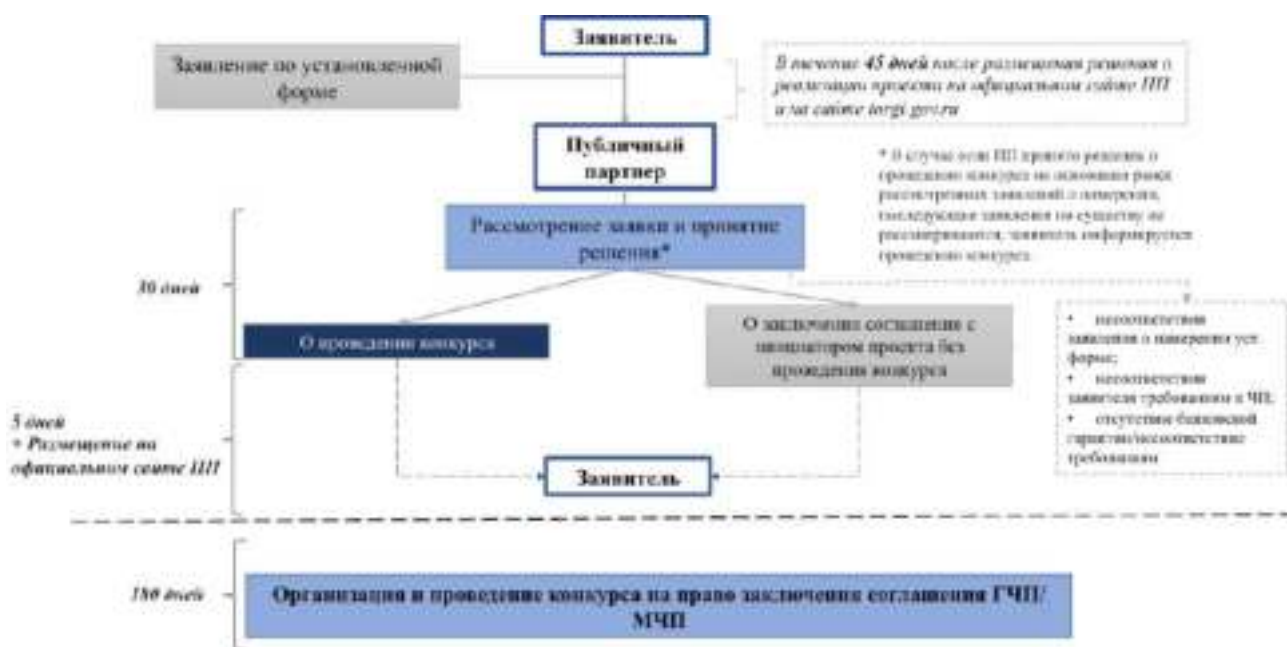 Заявитель
Заявление по установленной
форме
В течение 45 дней после размещения решения о
реализации проекта на официальном сайте ПП
и на сайте torgi.gov.ru
Публичный
партнер
* В случае если ПП принято решение о
проведении конкурса на основании ранее
рассмотренных заявлений о намерении,
последующие заявления по существу не
рассматриваются, заявитель информируется
проведении конкурса
Рассмотрение заявки и принятие
решения*
30 дней
О проведении конкурса
О заключении соглашения с
инициатором проекта без
проведения конкурса
• несоответствия
заявления о намерении уст.
форме;
• несоответствия
заявителя требованиям к ЧП;
• отсутствие банковской
гарантии/несоответствие
требованиям
5 дней
+ Размещение на
официальном сайте ПП
Заявитель
180 дней
Организация и проведение конкурса на право заключения соглашения ГЧП/
МЧП